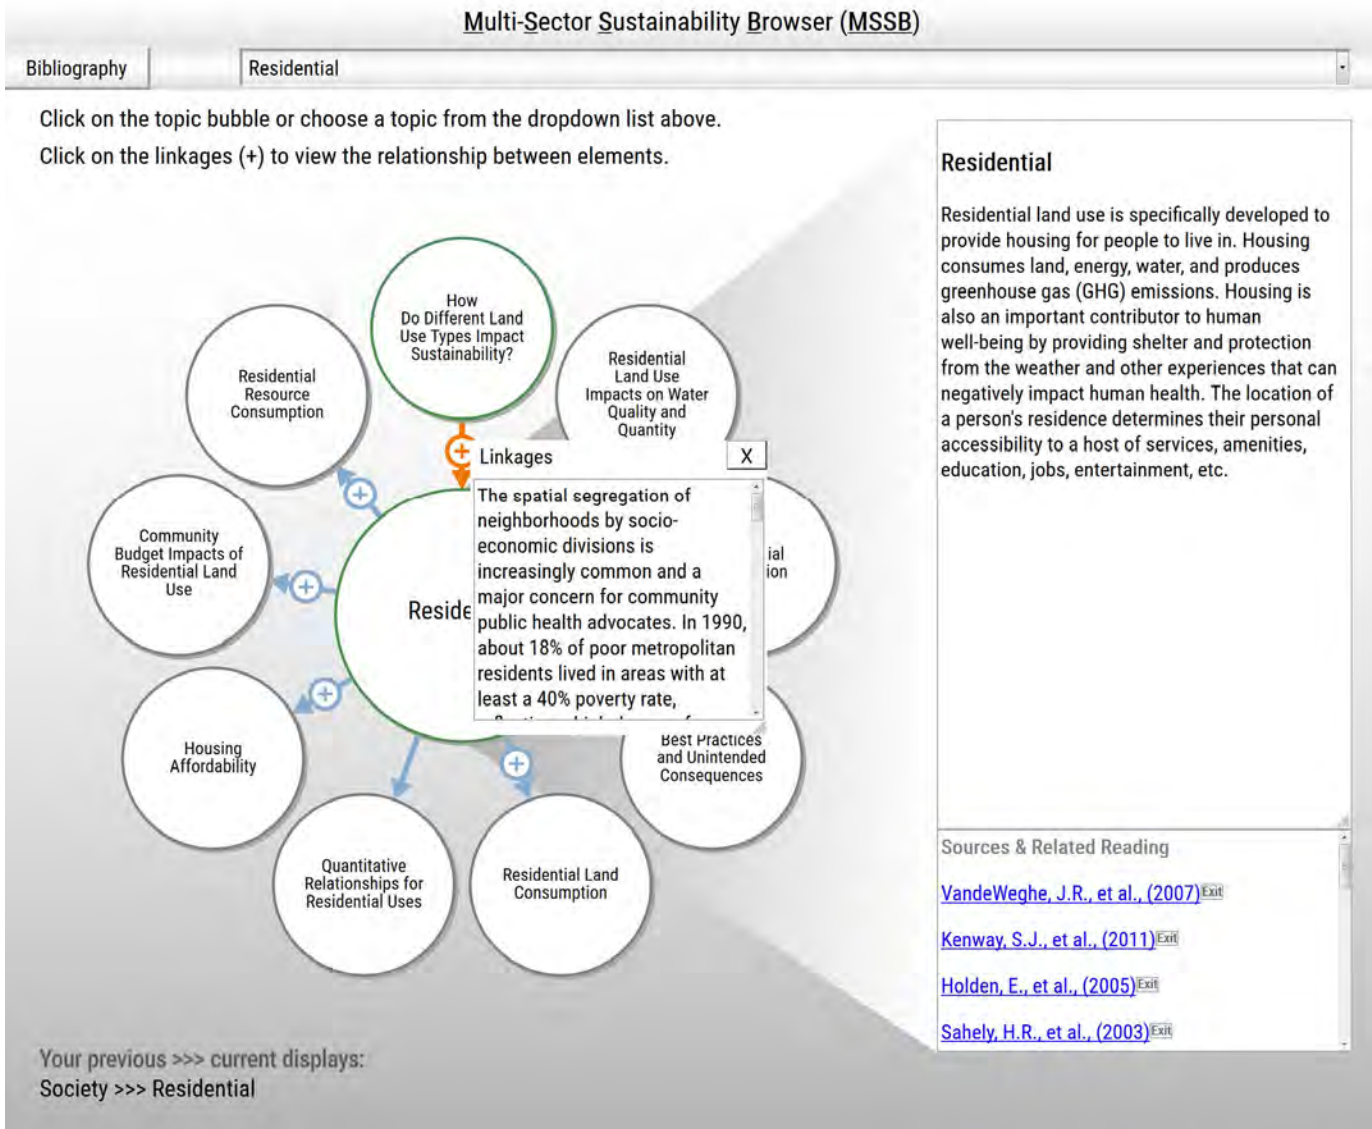 Multi-Sector Sustainability Browser (MSSB)
Bibliography
Residential
Click on the topic bubble or choose a topic from the dropdown list above.
Click on the linkages (+) to view the relationship between elements.
How
Do Different Land
Use Types Impact
Sustainability?
Residential
Land Use
Impacts on Water
Quality and
Quantity
Residential
Resource
Consumption
Community
Budget Impacts of
Residential Land
Use
Housing
Affordability
Quantitative
Relationships for
Residential Uses
Residential Land
Consumption
Best Practices
and Unintended
Consequences
ial
ion
Reside
Linkages
X
The spatial segregation of
neighborhoods by socio-
economic divisions is
increasingly common and a
major concern for community
public health advocates. In 1990,
about 18% of poor metropolitan
residents lived in areas with at
least a 40% poverty rate,
Residential
Residential land use is specifically developed to
provide housing for people to live in. Housing
consumes land, energy, water, and produces
greenhouse gas (GHG) emissions. Housing is
also an important contributor to human
well-being by providing shelter and protection
from the weather and other experiences that can
negatively impact human health. The location of
a person's residence determines their personal
accessibility to a host of services, amenities,
education, jobs, entertainment, etc.
Sources & Related Reading
VandeWeghe, J.R., et al., (2007) Exit
Kenway, S.J., et al., (2011) Exit
Holden, E., et al., (2005) Exit
Sahely, H.R., et al., (2003) Exit
Your previous >>> current displays:
Society >>> Residential